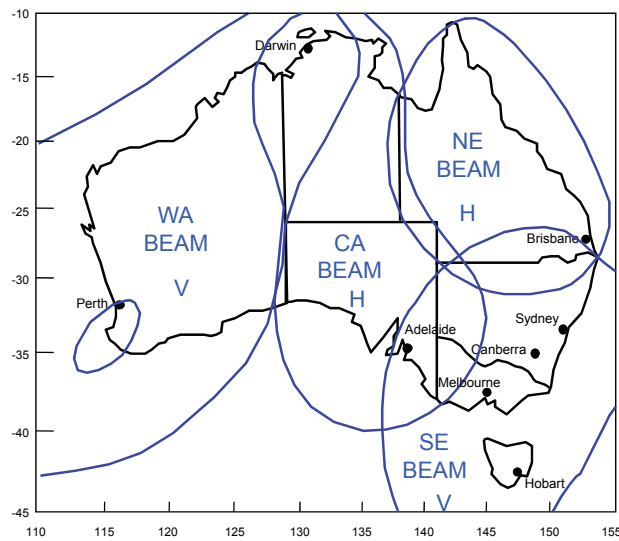 -10
Darwin
-15
-20
NE
BEAM
H
WA
BEAM
V
-25
CA
BEAM
H
Brisbane
-30
Perth
Sydney
Adelaide
Canberra
-35
Melbourne
-40
SE
BEAM
V
Hobart
-45
110 115 120 125 130 135 140 145 150 155